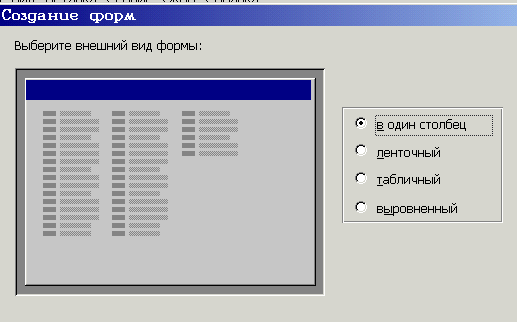 Создание форм
Выберите внешний вид формы:
в один столбец
ленточный
табличный
выровненный